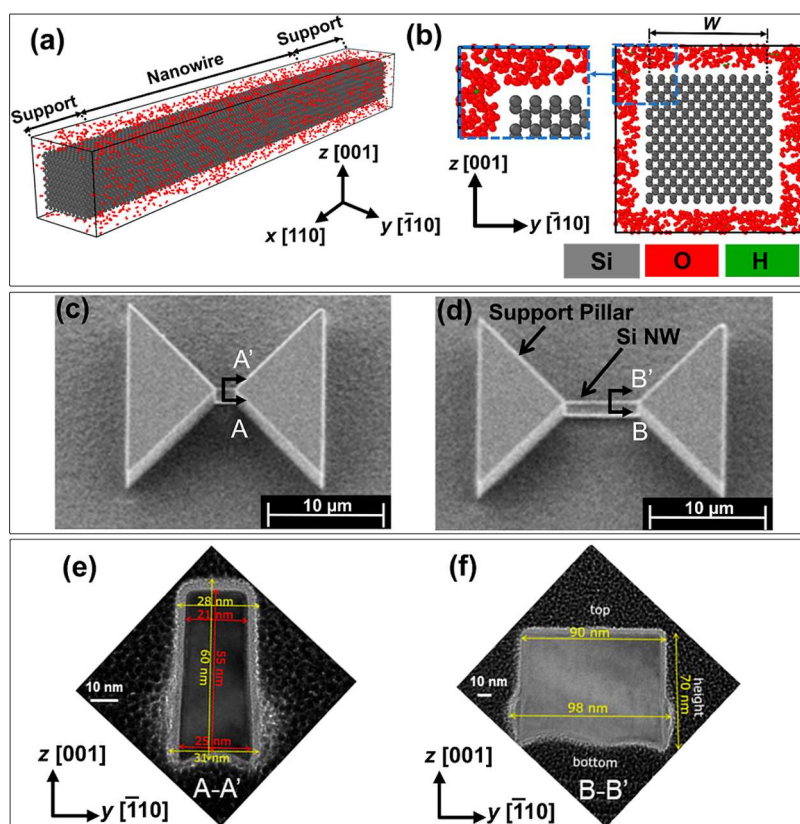 (a)
Support
Nanowire
Support
z [001]
x [110]
y [1̄10]
(b)
W
z [001]
y [1̄10]
Si
O
H
(c)
A'
A
10 µm
(d)
Support Pillar
Si NW
B'
B
10 µm
(e)
28 nm
21 nm
60 nm
55 nm
10 nm
25 nm
31 nm
A-A'
z [001]
y [1̄10]
(f)
top
90 nm
height
70 nm
10 nm
98 nm
bottom
B-B'
z [001]
y [1̄10]